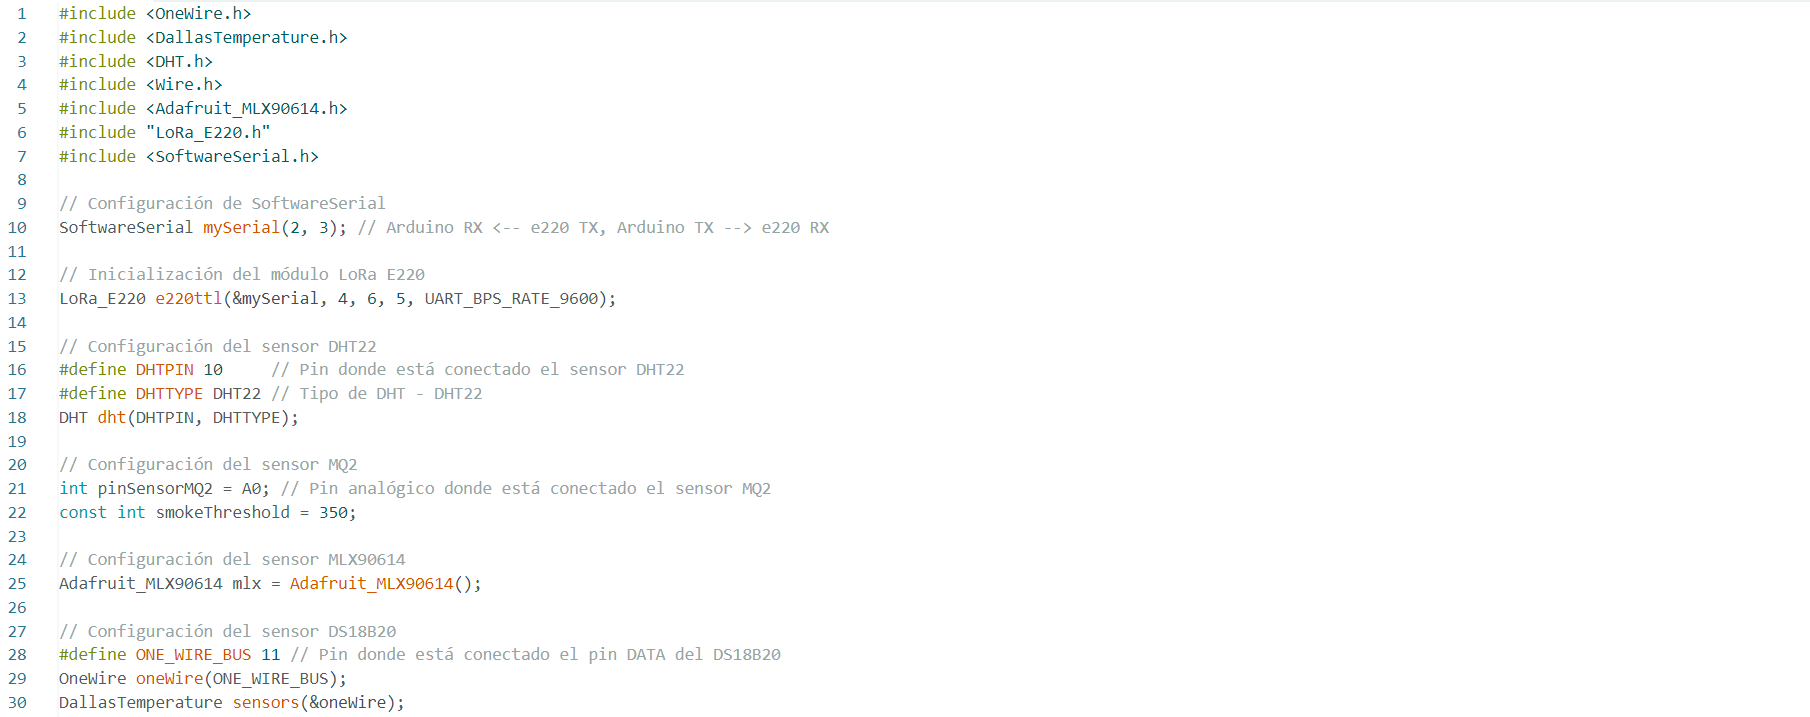 1 #include <OneWire.h>
2 #include <DallasTemperature.h>
3 #include <DHT.h>
4 #include <Wire.h>
5 #include <Adafruit_MLX90614.h>
6 #include "LoRa_E220.h"
7 #include <SoftwareSerial.h>
8
9 // Configuración de SoftwareSerial
10 SoftwareSerial mySerial(2, 3); // Arduino RX <-- e220 TX, Arduino TX --> e220 RX
11
12 // Inicialización del módulo LoRa E220
13 LoRa_E220 e220ttl(&mySerial, 4, 6, 5, UART_BPS_RATE_9600);
14
15 // Configuración del sensor DHT22
16 #define DHTPIN 10     // Pin donde está conectado el sensor DHT22
17 #define DHTTYPE DHT22 // Tipo de DHT - DHT22
18 DHT dht(DHTPIN, DHTTYPE);
19
20 // Configuración del sensor MQ2
21 int pinSensorMQ2 = A0; // Pin analógico donde está conectado el sensor MQ2
22 const int smokeThreshold = 350;
23
24 // Configuración del sensor MLX90614
25 Adafruit_MLX90614 mlx = Adafruit_MLX90614();
26
27 // Configuración del sensor DS18B20
28 #define ONE_WIRE_BUS 11 // Pin donde está conectado el pin DATA del DS18B20
29 OneWire oneWire(ONE_WIRE_BUS);
30 DallasTemperature sensors(&oneWire);